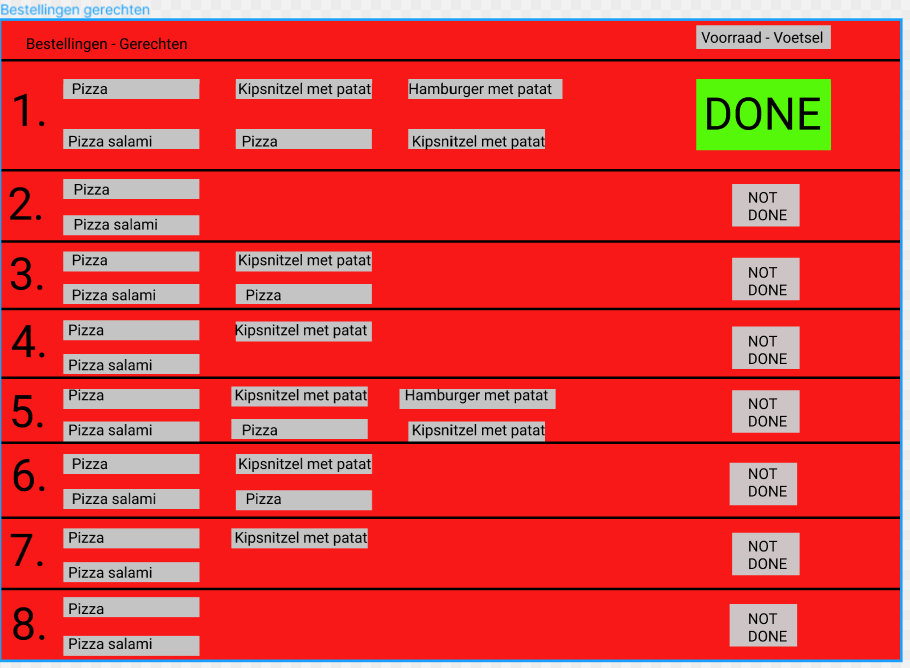 Bestellingen gerechten
Bestellingen - Gerechten
Voorraad - Voetsel
1.
Pizza
Kipsnitzel met patat
Hamburger met patat
Pizza salami
Pizza
Kipsnitzel met patat
DONE
2.
Pizza
Pizza salami
NOT
DONE
3.
Pizza
Kipsnitzel met patat
Pizza salami
Pizza
NOT
DONE
4.
Pizza
Kipsnitzel met patat
Pizza salami
NOT
DONE
5.
Pizza
Kipsnitzel met patat
Hamburger met patat
Pizza salami
Pizza
Kipsnitzel met patat
NOT
DONE
6.
Pizza
Kipsnitzel met patat
Pizza salami
Pizza
NOT
DONE
7.
Pizza
Kipsnitzel met patat
Pizza salami
NOT
DONE
8.
Pizza
Pizza salami
NOT
DONE